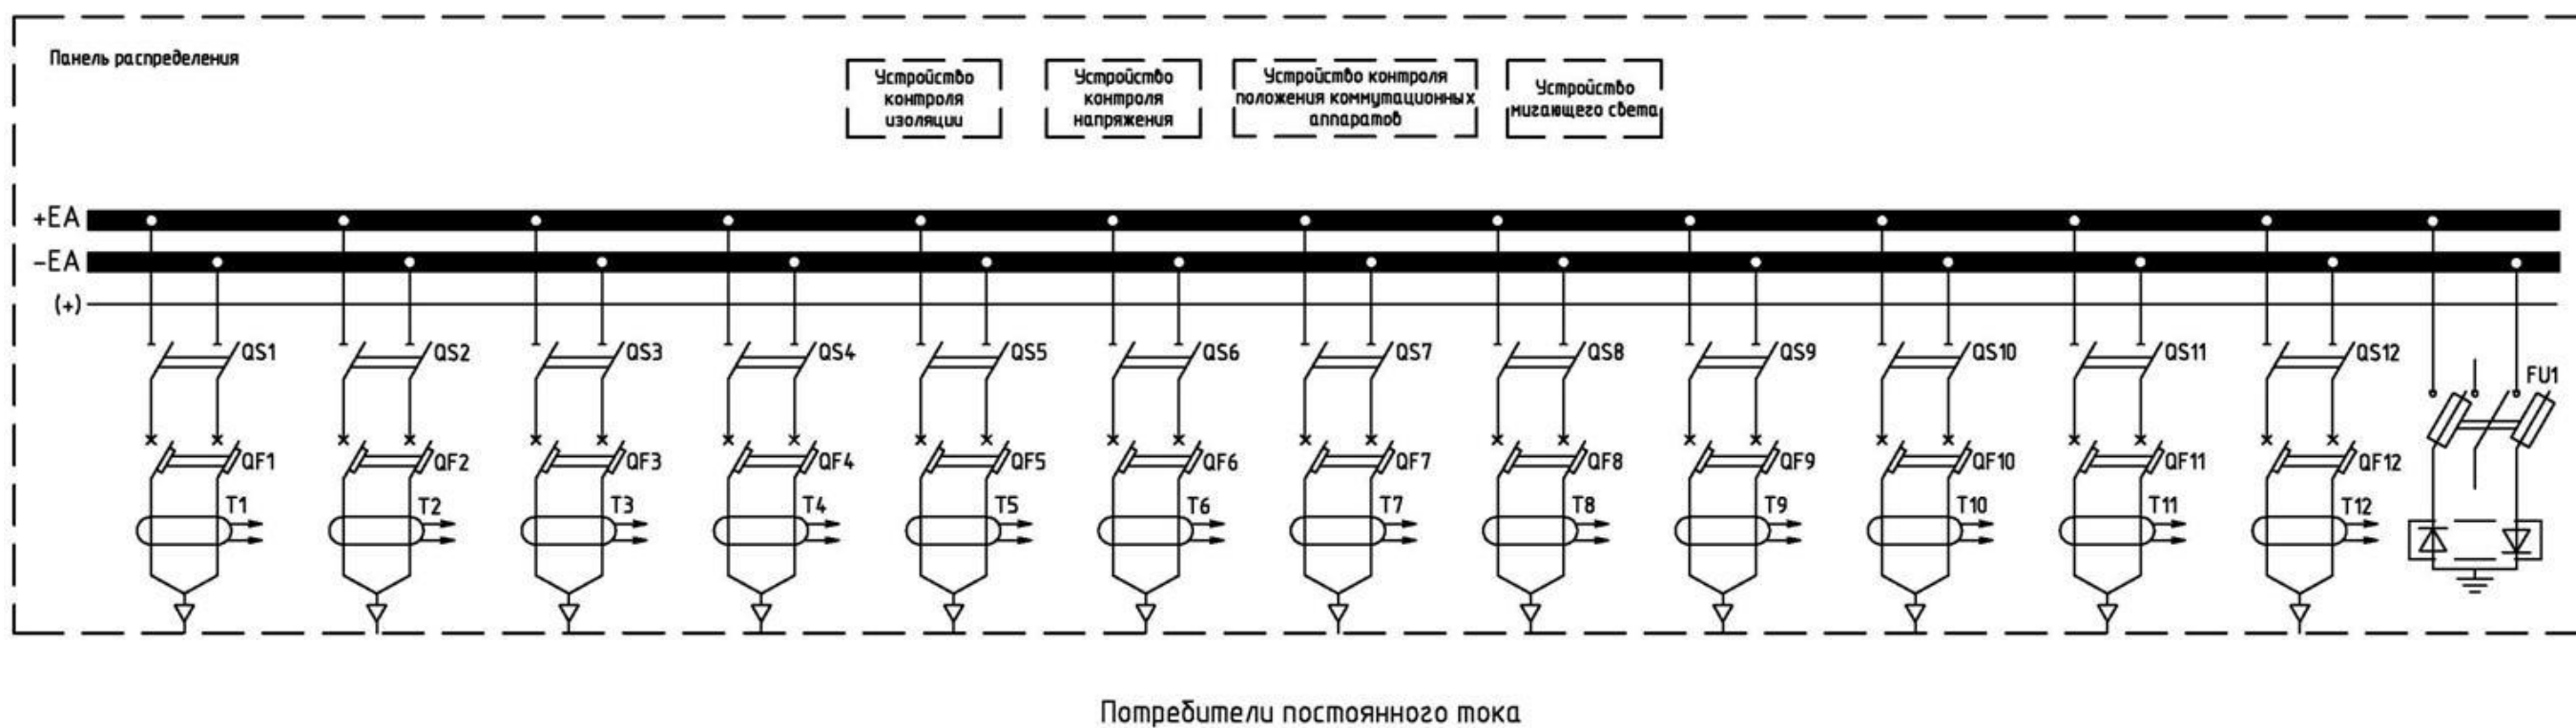 Панель распределения
Устройство
контроля
изоляции
Устройство
контроля
напряжения
Устройство контроля
положения коммутационных
аппаратов
Устройство
мигающего света
+EA
-EA
(+)
QS1 QS2 QS3 QS4 QS5 QS6 QS7 QS8 QS9 QS10 QS11 QS12
FU1
QF1 QF2 QF3 QF4 QF5 QF6 QF7 QF8 QF9 QF10 QF11 QF12
T1 T2 T3 T4 T5 T6 T7 T8 T9 T10 T11 T12
Потребители постоянного тока